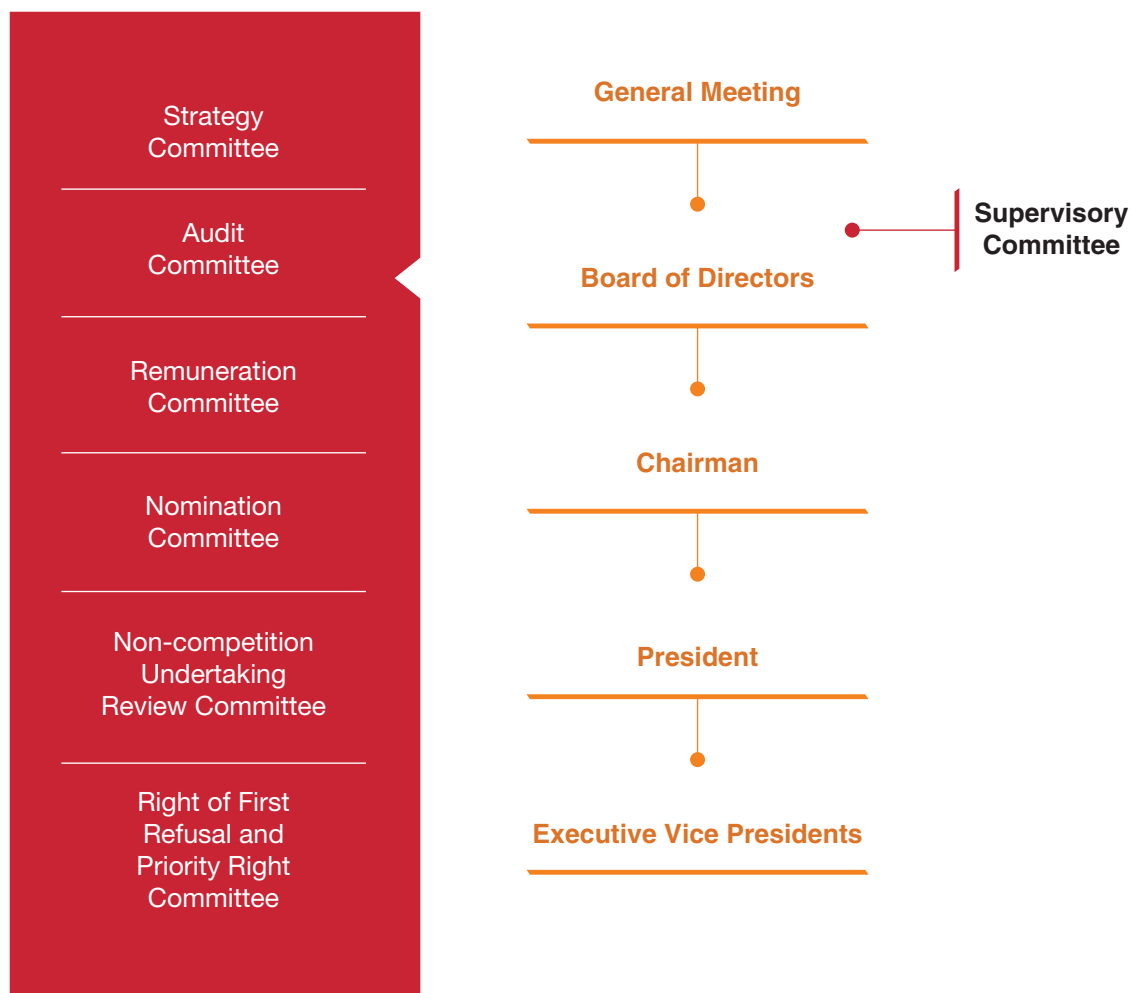 Strategy
Committee
Audit
Committee
Remuneration
Committee
Nomination
Committee
Non-competition
Undertaking
Review Committee
Right of First
Refusal and
Priority Right
Committee
General Meeting
Board of Directors
Chairman
President
Executive Vice Presidents
Supervisory
Committee